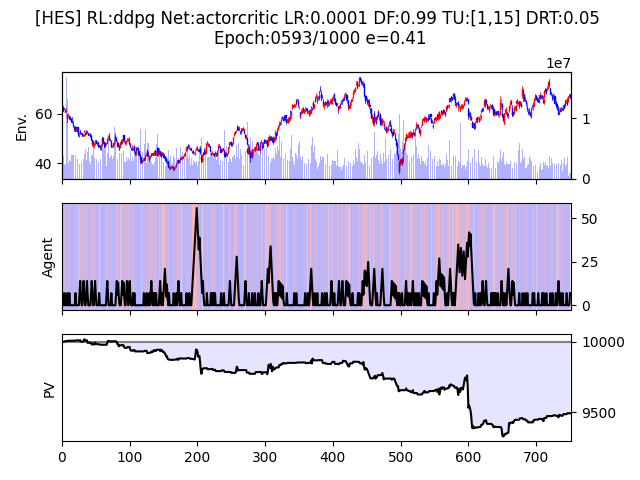 [HES] RL:ddpg Net:actorcritic LR:0.0001 DF:0.99 TU:[1,15] DRT:0.05
Epoch:0593/1000 e=0.41
1e7
Env.
60
40
1
0
Agent
50
25
0
PV
10000
9500
0 100 200 300 400 500 600 700